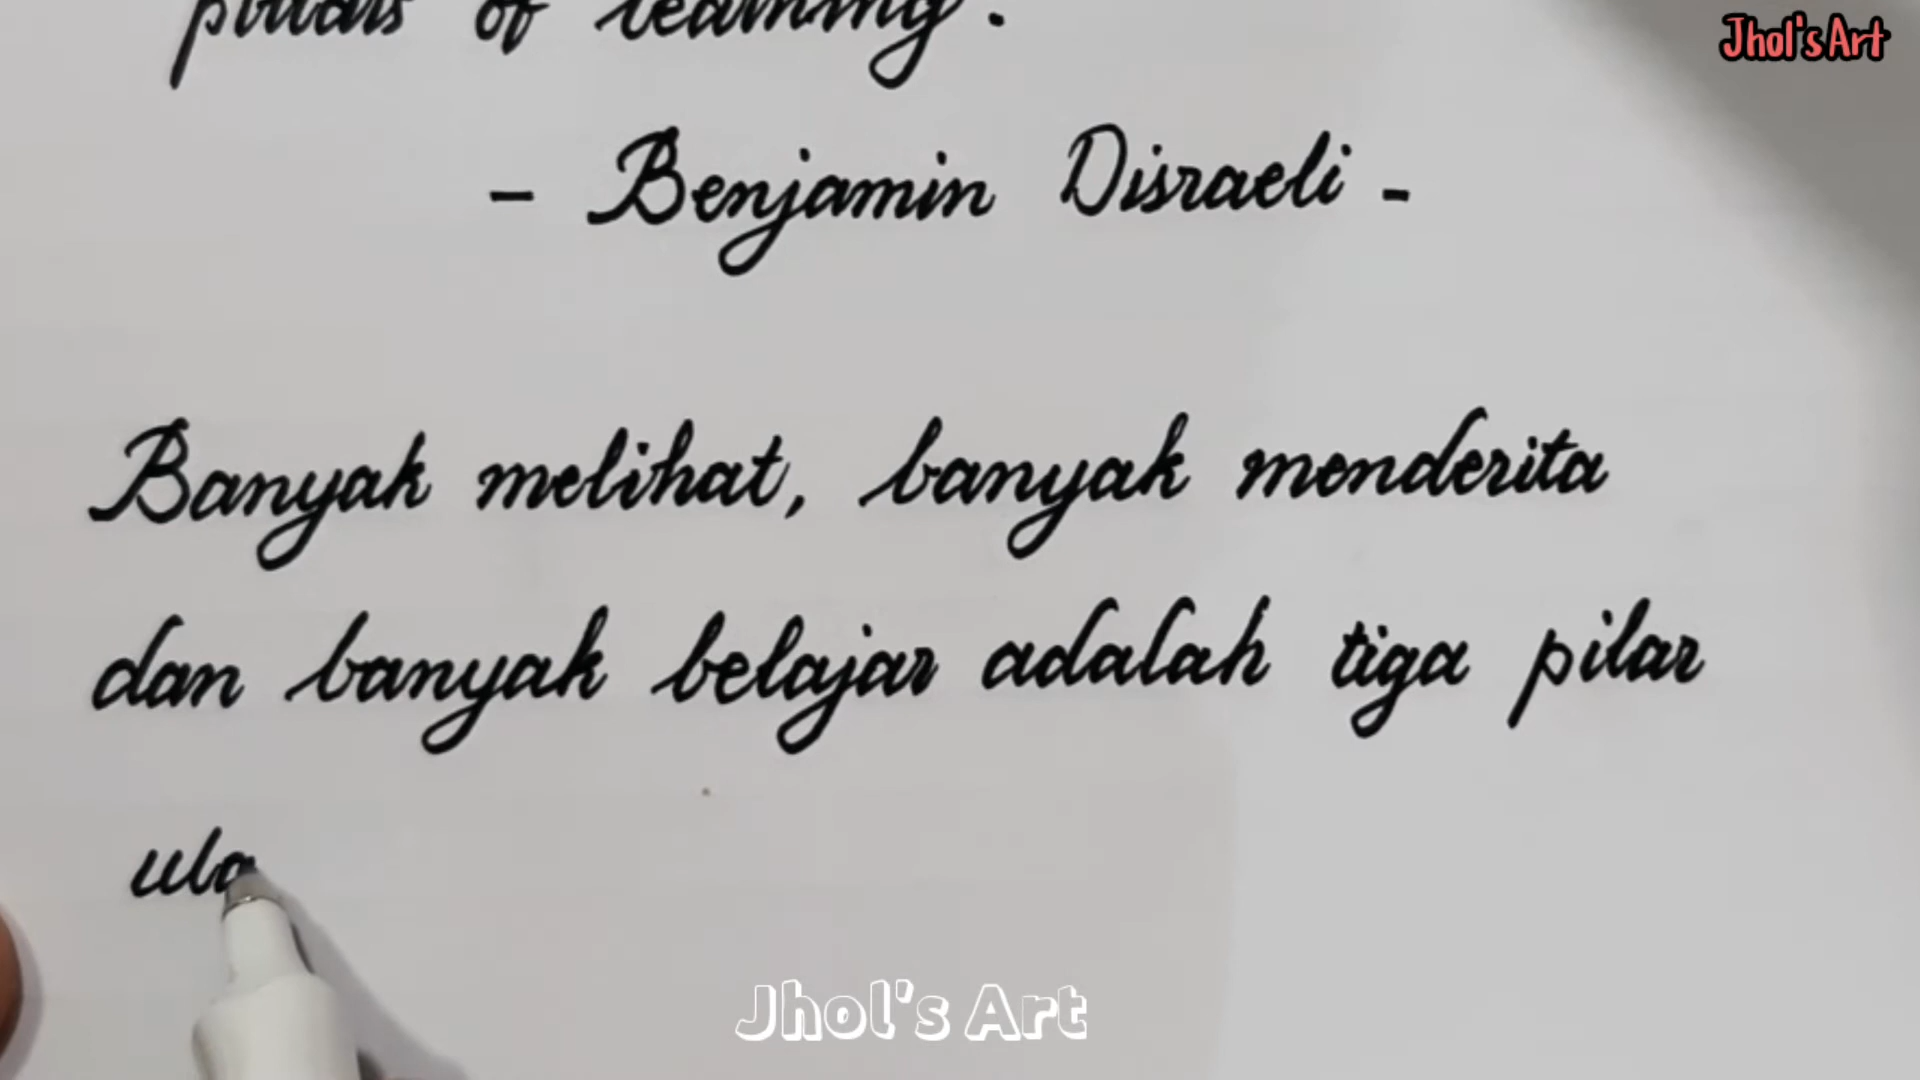 Jhol's Art
pillars of learning.
- Benjamin Disraeli -
Banyak melihat, banyak menderita
dan banyak belajar adalah tiga pilar
Jhol's Art